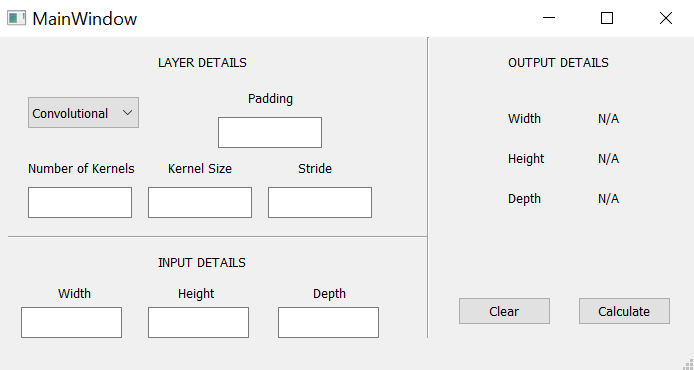 MainWindow
LAYER DETAILS
Convolutional
Padding
Number of Kernels
Kernel Size
Stride
INPUT DETAILS
Width
Height
Depth
OUTPUT DETAILS
Width N/A
Height N/A
Depth N/A
Clear
Calculate